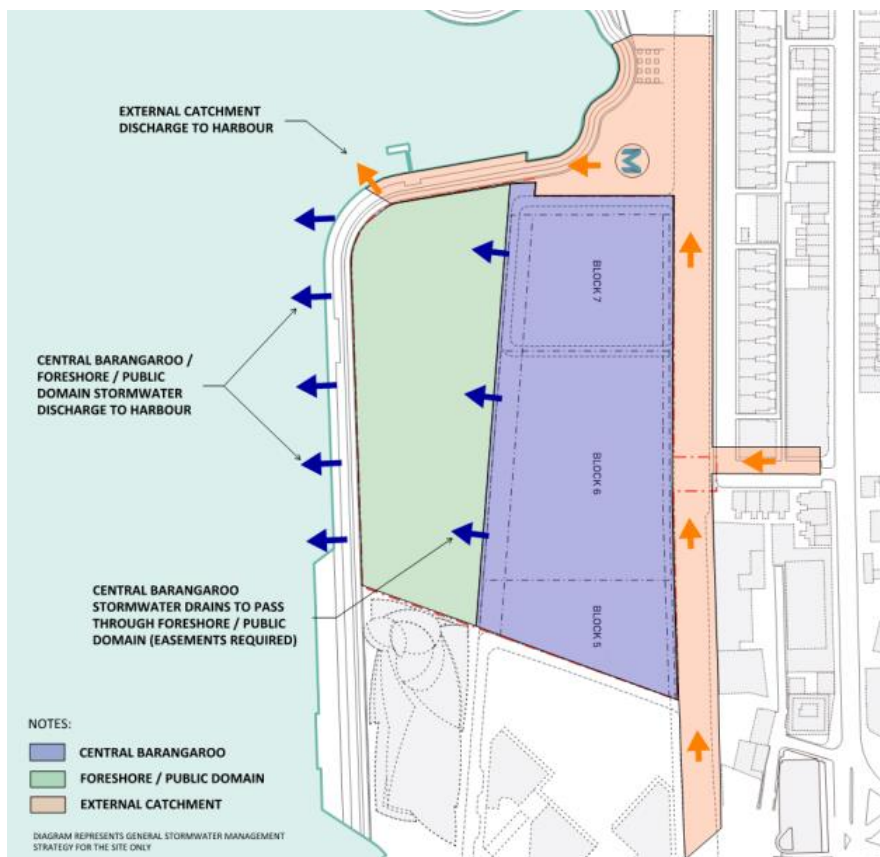 EXTERNAL CATCHMENT
DISCHARGE TO HARBOUR
M
BLOCK 7
CENTRAL BARANGAROO /
FORESHORE / PUBLIC
DOMAIN STORMWATER
DISCHARGE TO HARBOUR
BLOCK 6
CENTRAL BARANGAROO
STORMWATER DRAINS TO PASS
THROUGH FORESHORE / PUBLIC
DOMAIN (EASEMENTS REQUIRED)
BLOCK 5
NOTES:
CENTRAL BARANGAROO
FORESHORE / PUBLIC DOMAIN
EXTERNAL CATCHMENT
DIAGRAM REPRESENTS GENERAL STORMWATER MANAGEMENT
STRATEGY FOR THE SITE ONLY